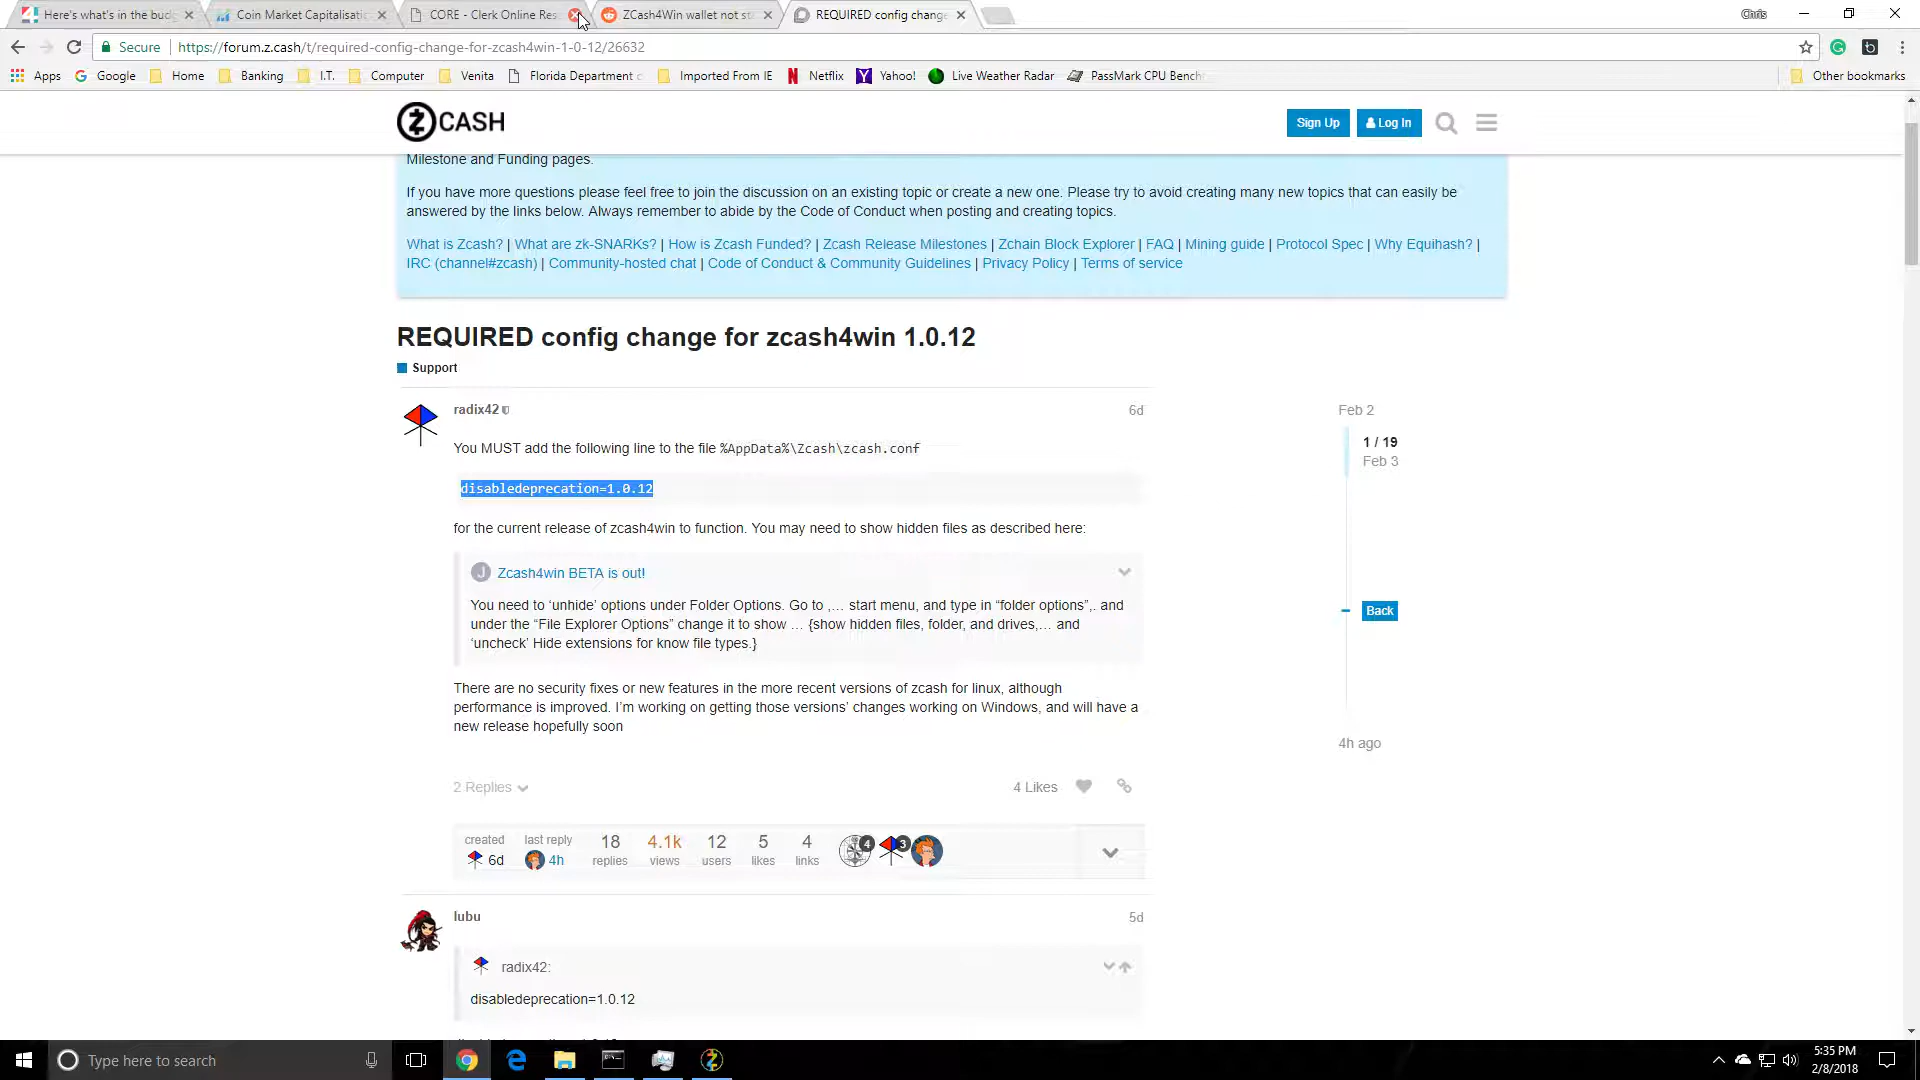 Here's what's in the budg
Coin Market Capitalisati
CORE - Clerk Online Res
ZCash4Win wallet not st
REQUIRED config change
Chris
Secure
https://forum.z.cash/t/required-config-change-for-zcash4win-1-0-12/26632
Apps
Google
Home
Banking
I.T.
Computer
Venita
Florida Department
Imported From IE
Netflix
Yahoo!
Live Weather Radar
PassMark CPU Bench
Other bookmarks
ZCASH
Sign Up
Log In
Milestone and Funding pages.
If you have more questions please feel free to join the discussion on an existing topic or create a new one. Please try to avoid creating many new topics that can easily be
answered by the links below. Always remember to abide by the Code of Conduct when posting and creating topics.
What is Zcash? | What are zk-SNARKs? | How is Zcash Funded? | Zcash Release Milestones | Zchain Block Explorer | FAQ | Mining guide | Protocol Spec | Why Equihash? |
IRC (channel#zcash) | Community-hosted chat | Code of Conduct & Community Guidelines | Privacy Policy | Terms of service
REQUIRED config change for zcash4win 1.0.12
Support
radix42
6d
You MUST add the following line to the file %AppData%\Zcash\zcash.conf
disabledeprecation=1.0.12
for the current release of zcash4win to function. You may need to show hidden files as described here:
J Zcash4win BETA is out!
You need to ‘unhide’ options under Folder Options. Go to ,… start menu, and type in “folder options”,. and
under the “File Explorer Options” change it to show … {show hidden files, folder, and drives,… and
‘uncheck’ Hide extensions for know file types.}
There are no security fixes or new features in the more recent versions of zcash for linux, although
performance is improved. I’m working on getting those versions’ changes working on Windows, and will have a
new release hopefully soon
2 Replies
4 Likes
created
6d
last reply
4h
18
replies
4.1k
views
12
users
5
likes
4
links
4
3
Feb 2
1 / 19
Feb 3
Back
4h ago
lubu
5d
radix42:
disabledeprecation=1.0.12
Type here to search
5:35 PM
2/8/2018